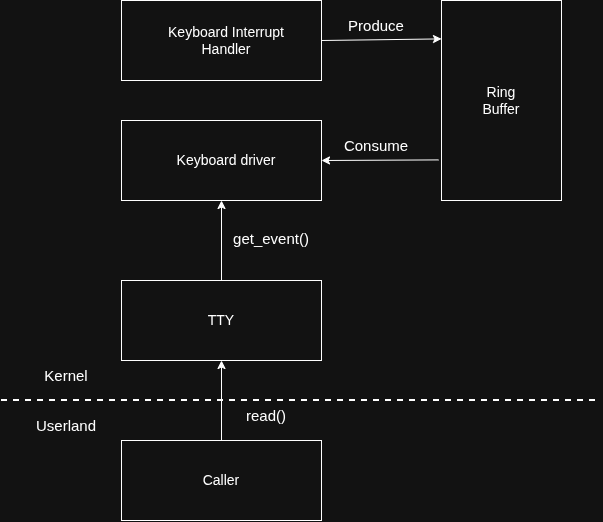 Keyboard Interrupt
Handler
Produce
Ring
Buffer
Keyboard driver
Consume
get_event()
TTY
Kernel
Userland
read()
Caller